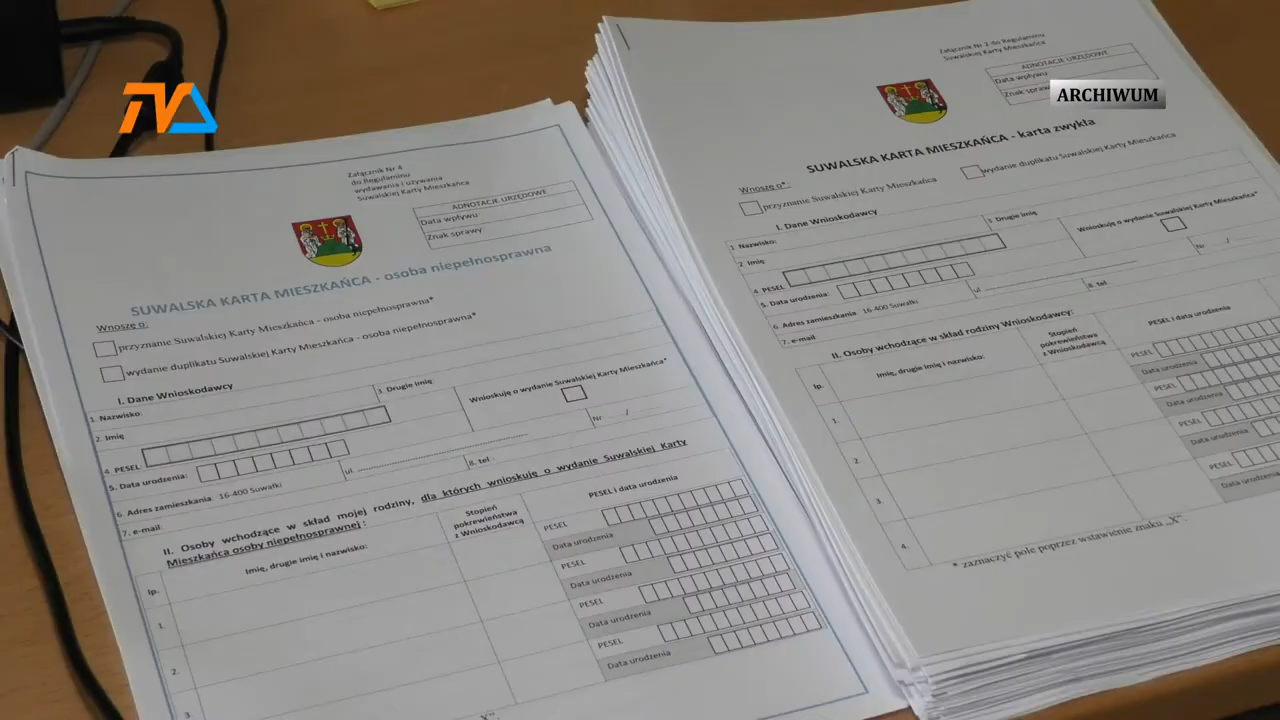 TVA
ARCHIWUM
Załącznik Nr 4
do Regulaminu
wydawania i używania
Suwalskiej Karty Mieszkańca
ADNOTACJE URZĘDOWE
Data wpływu
Znak sprawy
SUWALSKA KARTA MIESZKAŃCA - osoba niepełnosprawna
Wnoszę o:
przyznanie Suwalskiej Karty Mieszkańca - osoba niepełnosprawna*
wydanie duplikatu Suwalskiej Karty Mieszkańca - osoba niepełnosprawna*
I. Dane Wnioskodawcy
1. Nazwisko:
2. Imię
3. Drugie imię
Wnioskuję o wydanie Suwalskiej Karty Mieszkańca*
4. PESEL
5. Data urodzenia:
6. Adres zamieszkania 16-400 Suwałki
ul.
Nr /
7. e-mail
8. tel
II. Osoby wchodzące w skład mojej rodziny, dla których wnioskuję o wydanie Suwalskiej Karty
Mieszkańca osoby niepełnosprawnej :
lp.
Imię, drugie imię i nazwisko:
Stopień
pokrewieństwa
z Wnioskodawcą
PESEL i data urodzenia
1.
2.
3
PESEL
Data urodzenia
PESEL
Data urodzenia
PESEL
Data urodzenia
PESEL
Data urodzenia
Załącznik Nr 2 do Regulaminu
Suwalskiej Karty Mieszkańca
ADNOTACJE URZĘDOWE
Data wpływu
Znak spraw
SUWALSKA KARTA MIESZKAŃCA - karta zwykła
Wnoszę o*
przyznanie Suwalskiej Karty Mieszkańca
wydanie duplikatu Suwalskiej Karty Mieszkańca*
I. Dane Wnioskodawcy
1 Nazwisko:
2 Imię
3 Drugie imię
Wnioskuję o wydanie Suwalskiej Karty Mieszkańca*
4 PESEL
5. Data urodzenia:
6 Adres zamieszkania 16-400 Suwałki
ul
Nr /
7. e-mail
8. tel
II. Osoby wchodzące w skład rodziny Wnioskodawcy:
lp.
Imię, drugie imię i nazwisko:
Stopień
pokrewieństwa
z Wnioskodawcą
PESEL i data urodzenia
1.
2.
3.
4.
PESEL
Data urodzenia
PESEL
Data urodzenia
PESEL
Data urodzenia
PESEL
Data urodzenia
* zaznaczyć pole poprzez wstawienie znaku „X"